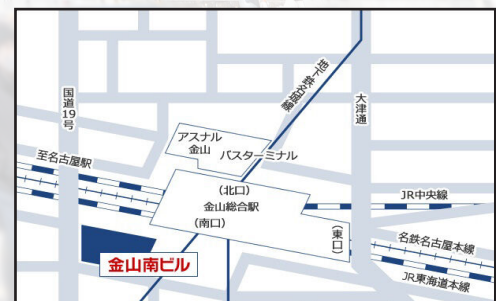 国道19号
地下鉄名城線
大津通
アスナル
金山
バスターミナル
至名古屋駅
(北口)
金山総合駅
(南口)
(東口)
JR中央線
名鉄名古屋本線
JR東海道本線
金山南ビル